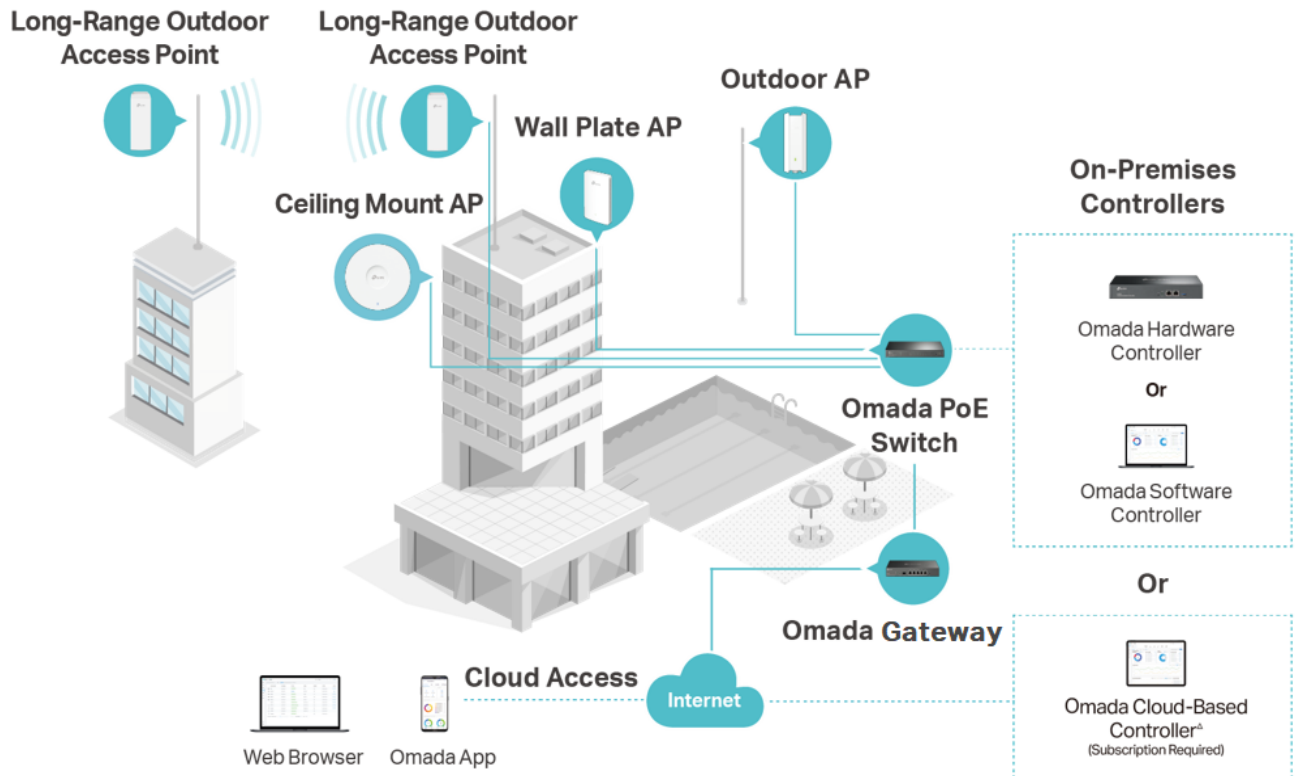 Long-Range Outdoor
Access Point
Long-Range Outdoor
Access Point
Outdoor AP
Wall Plate AP
Ceiling Mount AP
On-Premises
Controllers
Omada Hardware
Controller
Or
Omada Software
Controller
Omada PoE
Switch
Or
Omada Gateway
Cloud Access
Internet
Omada Cloud-Based
Controller△
(Subscription Required)
Web Browser
Omada App